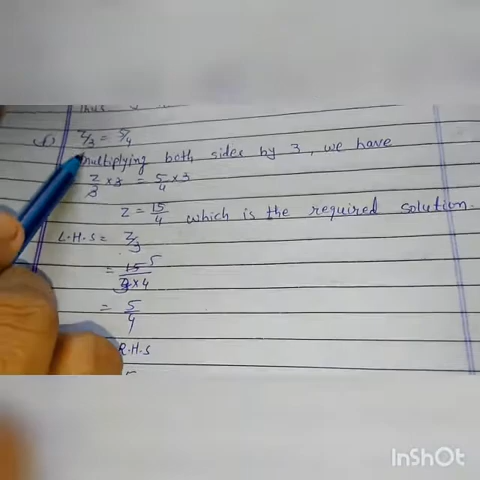 Thus
z/3 = 5/4
multiplying both sides by 3, we have
z/3 × 3 = 5/4 × 3
z = 15/4 which is the required solution.
L.H.S = z/3
= 15 5/3×4
= 5/4
R.H.S
InShOt